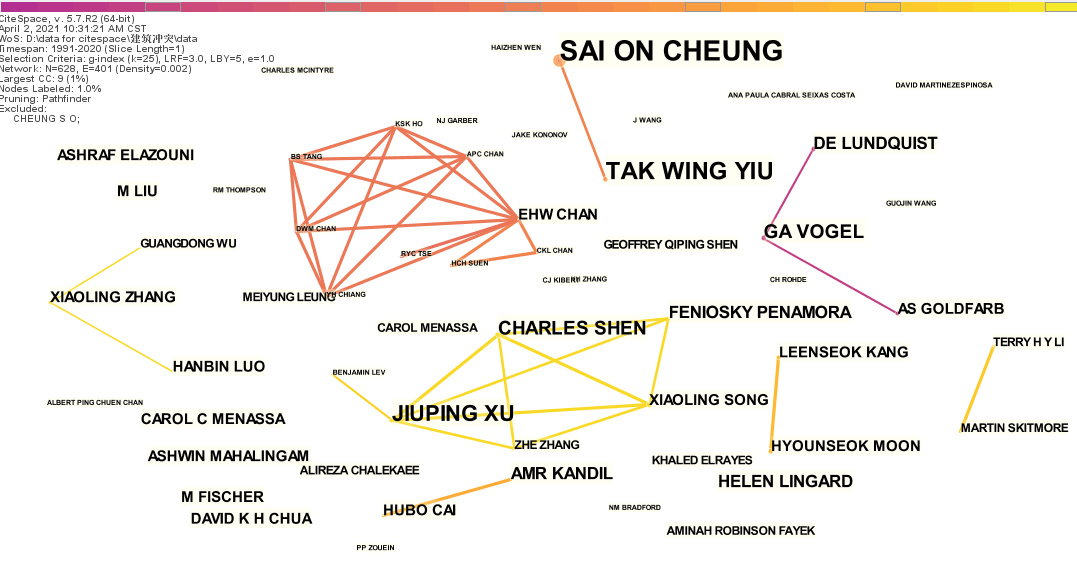 CiteSpace, v. 5.7.R2 (64-bit)
April 2, 2021 10:31:21 AM CST
WoS: D:\data for citespace\建筑冲突\data
Timespan: 1991-2020 (Slice Length=1)
Selection Criteria: g-index (k=25), LRF=3.0, LBY=5, e=1.0
Network: N=628, E=401 (Density=0.002)
Largest CC: 9 (1%)
Nodes Labeled: 1.0%
Pruning: Pathfinder
Excluded:
CHEUNG S O;
HAIZHEN WEN
SAI ON CHEUNG
CHARLES MCINTYRE
DAVID MARTINEZESPINOSA
ANA PAULA CABRAL SEIXAS COSTA
KSK HO
NJ GARBER
J WANG
JAKE KONONOV
DE LUNDQUIST
ASHRAF ELAZOUNI
BS TANG
APC CHAN
TAK WING YIU
M LIU
RM THOMPSON
GUOJIN WANG
EHW CHAN
DWM CHAN
GA VOGEL
GUANGDONG WU
GEOFFREY QIPING SHEN
CKL CHAN
RYC TSE
HCH SUEN
CJ KIBERT
ZHANG
CH ROHDE
XIAOLING ZHANG
MEIYUNG LEUNG
YH CHIANG
AS GOLDFARB
FENIOSKY PENAMORA
CAROL MENASSA
CHARLES SHEN
TERRY H Y LI
LEENSEOK KANG
HANBIN LUO
BENJAMIN LEV
XIAOLING SONG
ALBERT PING CHUEN CHAN
JIUPING XU
CAROL C MENASSA
MARTIN SKITMORE
ZHE ZHANG
HYOUNSEOK MOON
ASHWIN MAHALINGAM
KHALED ELRAYES
ALIREZA CHALEKAEE
AMR KANDIL
HELEN LINGARD
M FISCHER
HUBO CAI
NM BRADFORD
DAVID K H CHUA
AMINAH ROBINSON FAYEK
PP ZOUEIN